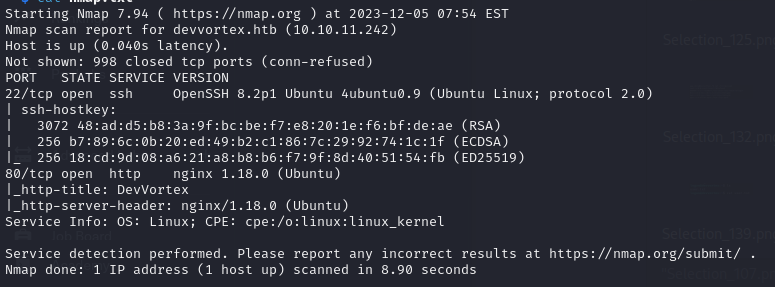 Starting Nmap 7.94 ( https://nmap.org ) at 2023-12-05 07:54 EST
Nmap scan report for devvortex.htb (10.10.11.242)
Host is up (0.040s latency).
Not shown: 998 closed tcp ports (conn-refused)
PORT   STATE SERVICE VERSION
22/tcp open  ssh     OpenSSH 8.2p1 Ubuntu 4ubuntu0.9 (Ubuntu Linux; protocol 2.0)
| ssh-hostkey:
|   3072 48:ad:d5:b8:3a:9f:bc:be:f7:e8:20:1e:f6:bf:de:ae (RSA)
|   256 b7:89:6c:0b:20:ed:49:b2:c1:86:7c:29:92:74:1c:1f (ECDSA)
|_  256 18:cd:9d:08:a6:21:a8:b8:b6:f7:9f:8d:40:51:54:fb (ED25519)
80/tcp open  http    nginx 1.18.0 (Ubuntu)
|_http-title: DevVortex
|_http-server-header: nginx/1.18.0 (Ubuntu)
Service Info: OS: Linux; CPE: cpe:/o:linux:linux_kernel
Service detection performed. Please report any incorrect results at https://nmap.org/submit/ .
Nmap done: 1 IP address (1 host up) scanned in 8.90 seconds